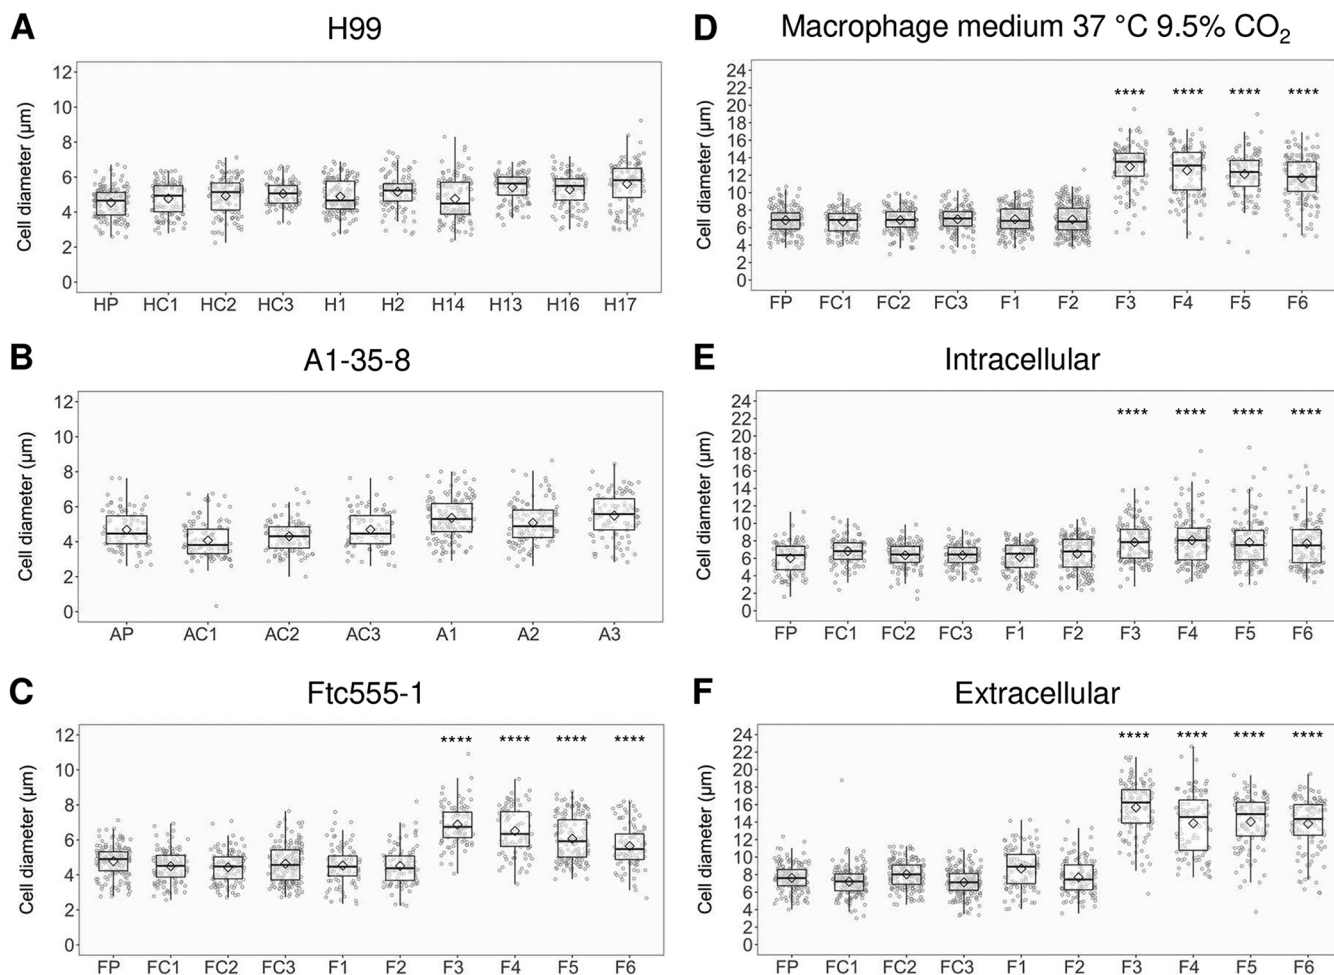 A
H99
Cell diameter (µm)
12
10
8
6
4
2
0
HP HC1 HC2 HC3 H1 H2 H14 H13 H16 H17
B
A1-35-8
Cell diameter (µm)
12
10
8
6
4
2
0
AP AC1 AC2 AC3 A1 A2 A3
C
Ftc555-1
Cell diameter (µm)
12
10
8
6
4
2
0
**** **** **** ****
FP FC1 FC2 FC3 F1 F2 F3 F4 F5 F6
D
Macrophage medium 37 °C 9.5% CO₂
Cell diameter (µm)
24
22
20
18
16
14
12
10
8
6
4
2
0
**** **** **** ****
FP FC1 FC2 FC3 F1 F2 F3 F4 F5 F6
E
Intracellular
Cell diameter (µm)
24
22
20
18
16
14
12
10
8
6
4
2
0
**** **** **** ****
FP FC1 FC2 FC3 F1 F2 F3 F4 F5 F6
F
Extracellular
Cell diameter (µm)
24
22
20
18
16
14
12
10
8
6
4
2
0
**** **** **** ****
FP FC1 FC2 FC3 F1 F2 F3 F4 F5 F6